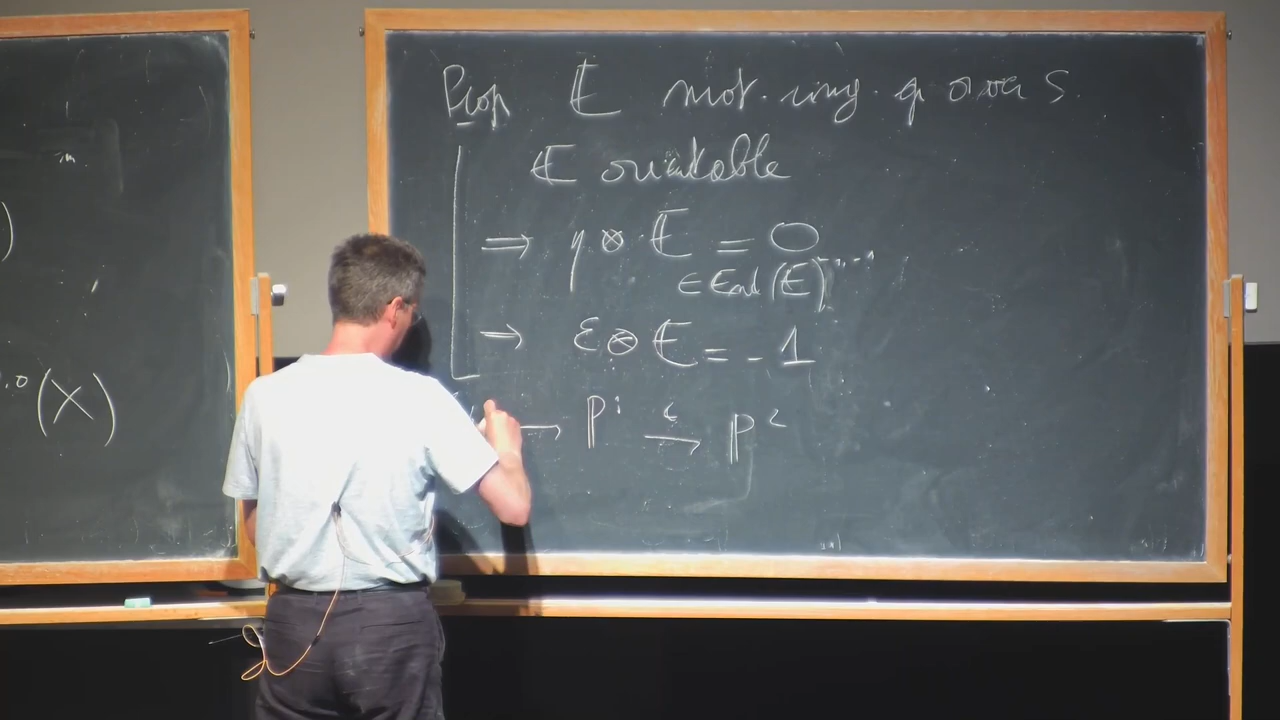 )
(X)
Prop 𝔼 mot. ring. sp over S.
𝔼 orientable
⇒ η ⊗ 𝔼 = 0
∈ End(𝔼)
⇒ ε ⊗ 𝔼 = - 1
→ ℙ¹ →^ι ℙ²